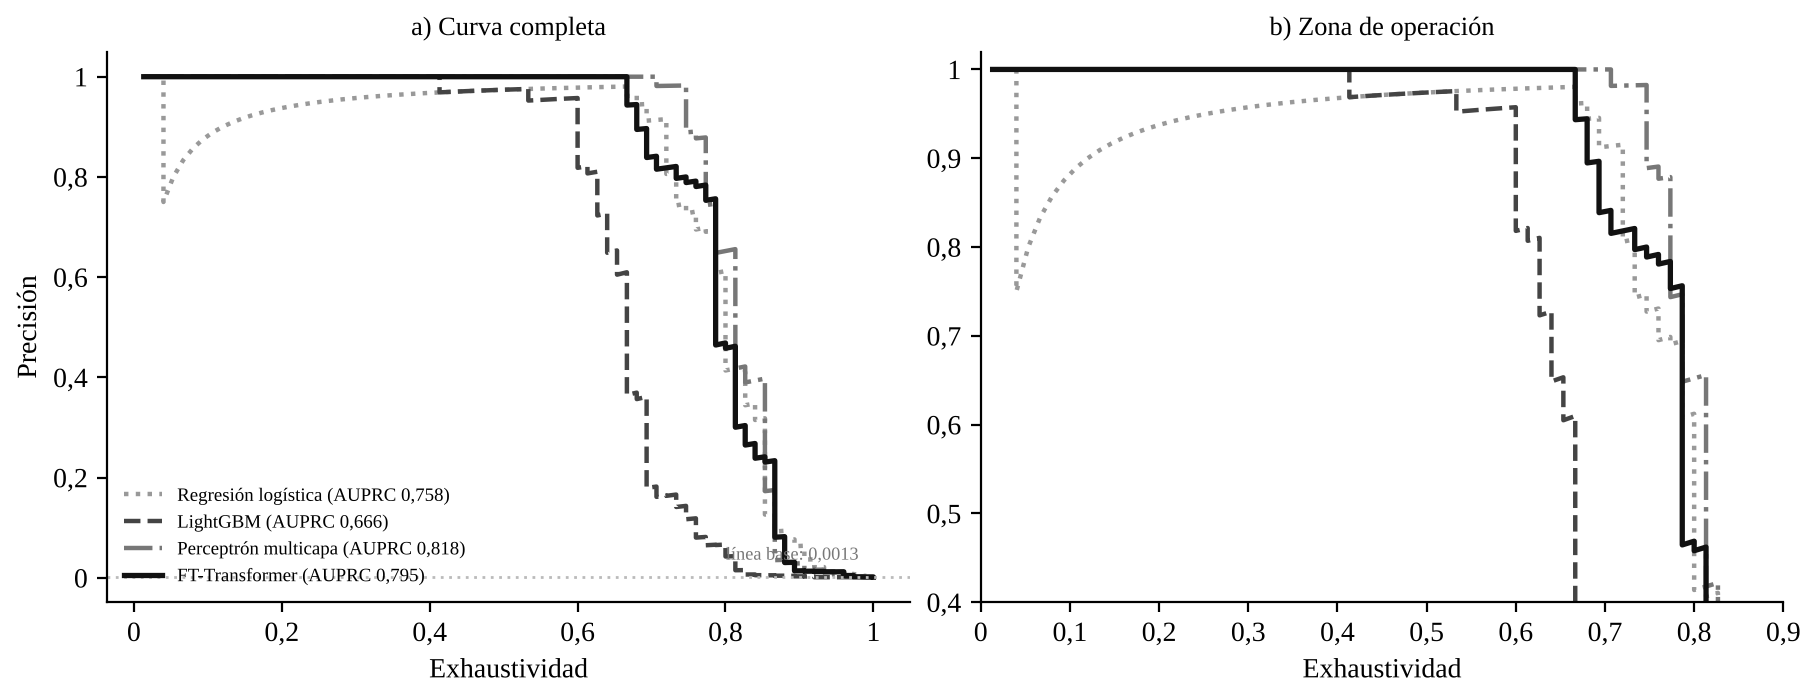 a) Curva completa
Precisión
1
0,8
0,6
0,4
0,2
0
Regresión logística (AUPRC 0,758)
LightGBM (AUPRC 0,666)
Perceptrón multicapa (AUPRC 0,818)
FT-Transformer (AUPRC 0,795)
línea base: 0,0013
0 0,2 0,4 0,6 0,8 1
Exhaustividad
b) Zona de operación
1
0,9
0,8
0,7
0,6
0,5
0,4
0 0,1 0,2 0,3 0,4 0,5 0,6 0,7 0,8 0,9
Exhaustividad